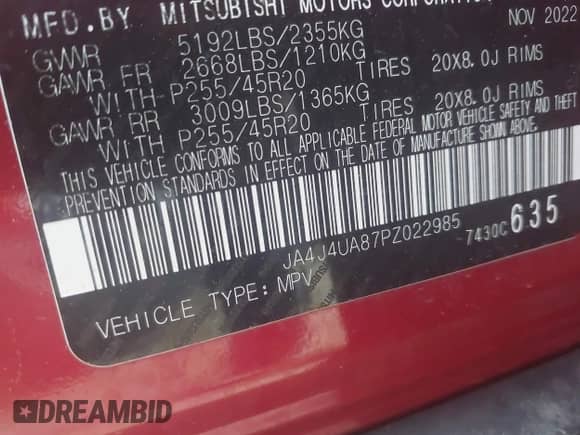 MFD.BY MITSUBISHI MOTORS CORPORATION
NOV 2022
GVWR 5192LBS/2355KG
GAWR FR 2668LBS/1210KG
WITH P255/45R20 TIRES 20X8.0J RIMS
GAWR RR 3009LBS/1365KG
WITH P255/45R20 TIRES 20X8.0J RIMS
THIS VEHICLE CONFORMS TO ALL APPLICABLE FEDERAL MOTOR VEHICLE SAFETY AND THEFT
PREVENTION STANDARDS IN EFFECT ON THE DATE OF MANUFACTURE SHOWN ABOVE.
JA4J4UA87PZ022985
7430C635
VEHICLE TYPE: MPV
DREAMBID